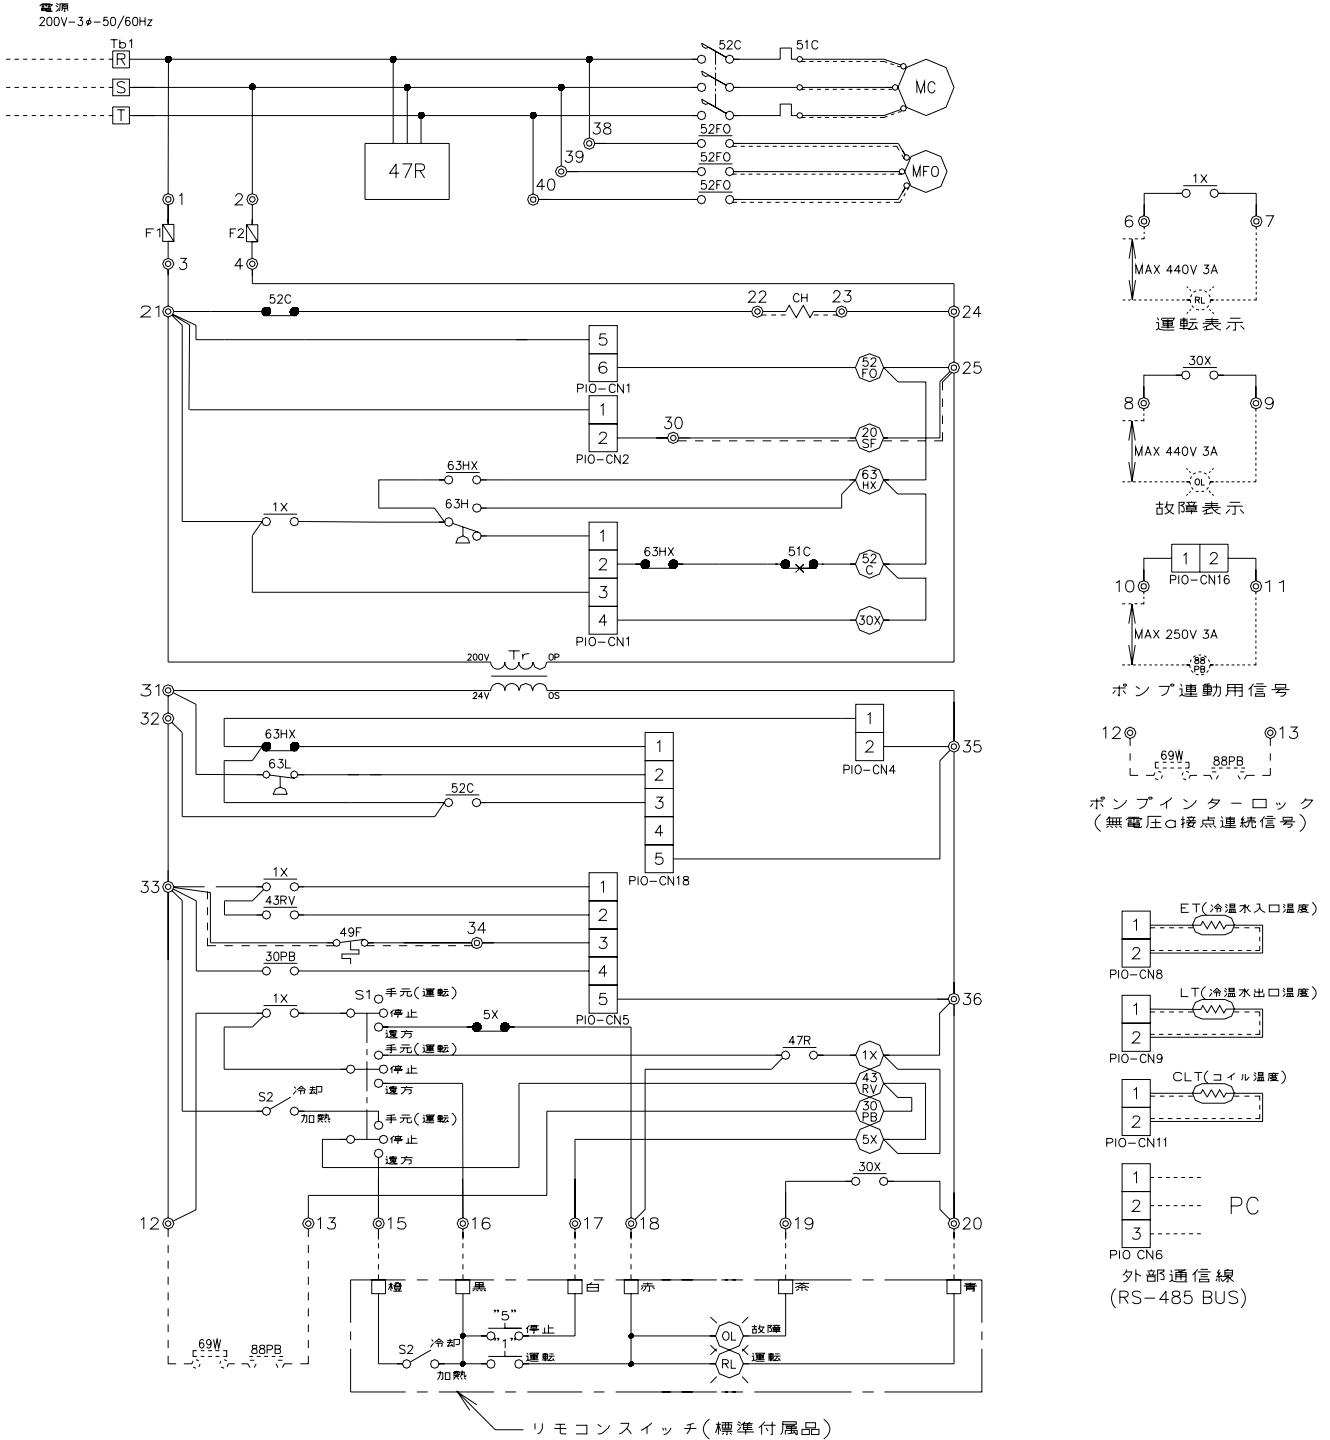 電源
200V-3φ-50/60Hz
Tb1
R
S
T
52C
51C
MC
38
52FO
39
52FO
MFO
40
52FO
47R
1
2
F1
F2
3
4
21
52C
22
CH
23
24
5
6
PIO-CN1
52
FO
25
1
2
PIO-CN2
30
20
SF
63HX
63
HX
63H
1X
1
2
3
4
PIO-CN1
63HX
51C
52
C
30X
200V
Tr
0P
24V
0S
31
32
63HX
63L
52C
1
2
PIO-CN4
35
1
2
3
4
5
PIO-CN18
33
1X
43RV
49F
34
30PB
1
2
3
4
5
PIO-CN5
36
1X
S1
手元(運転)
停止
遠方
5X
手元(運転)
停止
遠方
47R
1X
43
RV
30
PB
5X
S2
冷却
加熱
手元(運転)
停止
遠方
30X
12
13
15
16
17
18
19
20
橙
黒
白
赤
茶
青
"5"
停止
"1"
運転
S2
冷却
加熱
OL
故障
RL
運転
69W
88PB
リモコンスイッチ(標準付属品)
1X
6
7
MAX 440V 3A
RL
運転表示
30X
8
9
MAX 440V 3A
OL
故障表示
1
2
PIO-CN16
10
11
MAX 250V 3A
88
PB
ポンプ連動用信号
12
13
69W
88PB
ポンプインターロック
(無電圧a接点連続信号)
ET(冷温水入口温度)
1
2
PIO-CN8
LT(冷温水出口温度)
1
2
PIO-CN9
CLT(コイル温度)
1
2
PIO-CN11
1
2
3
PC
PIO CN6
外部通信線
(RS-485 BUS)